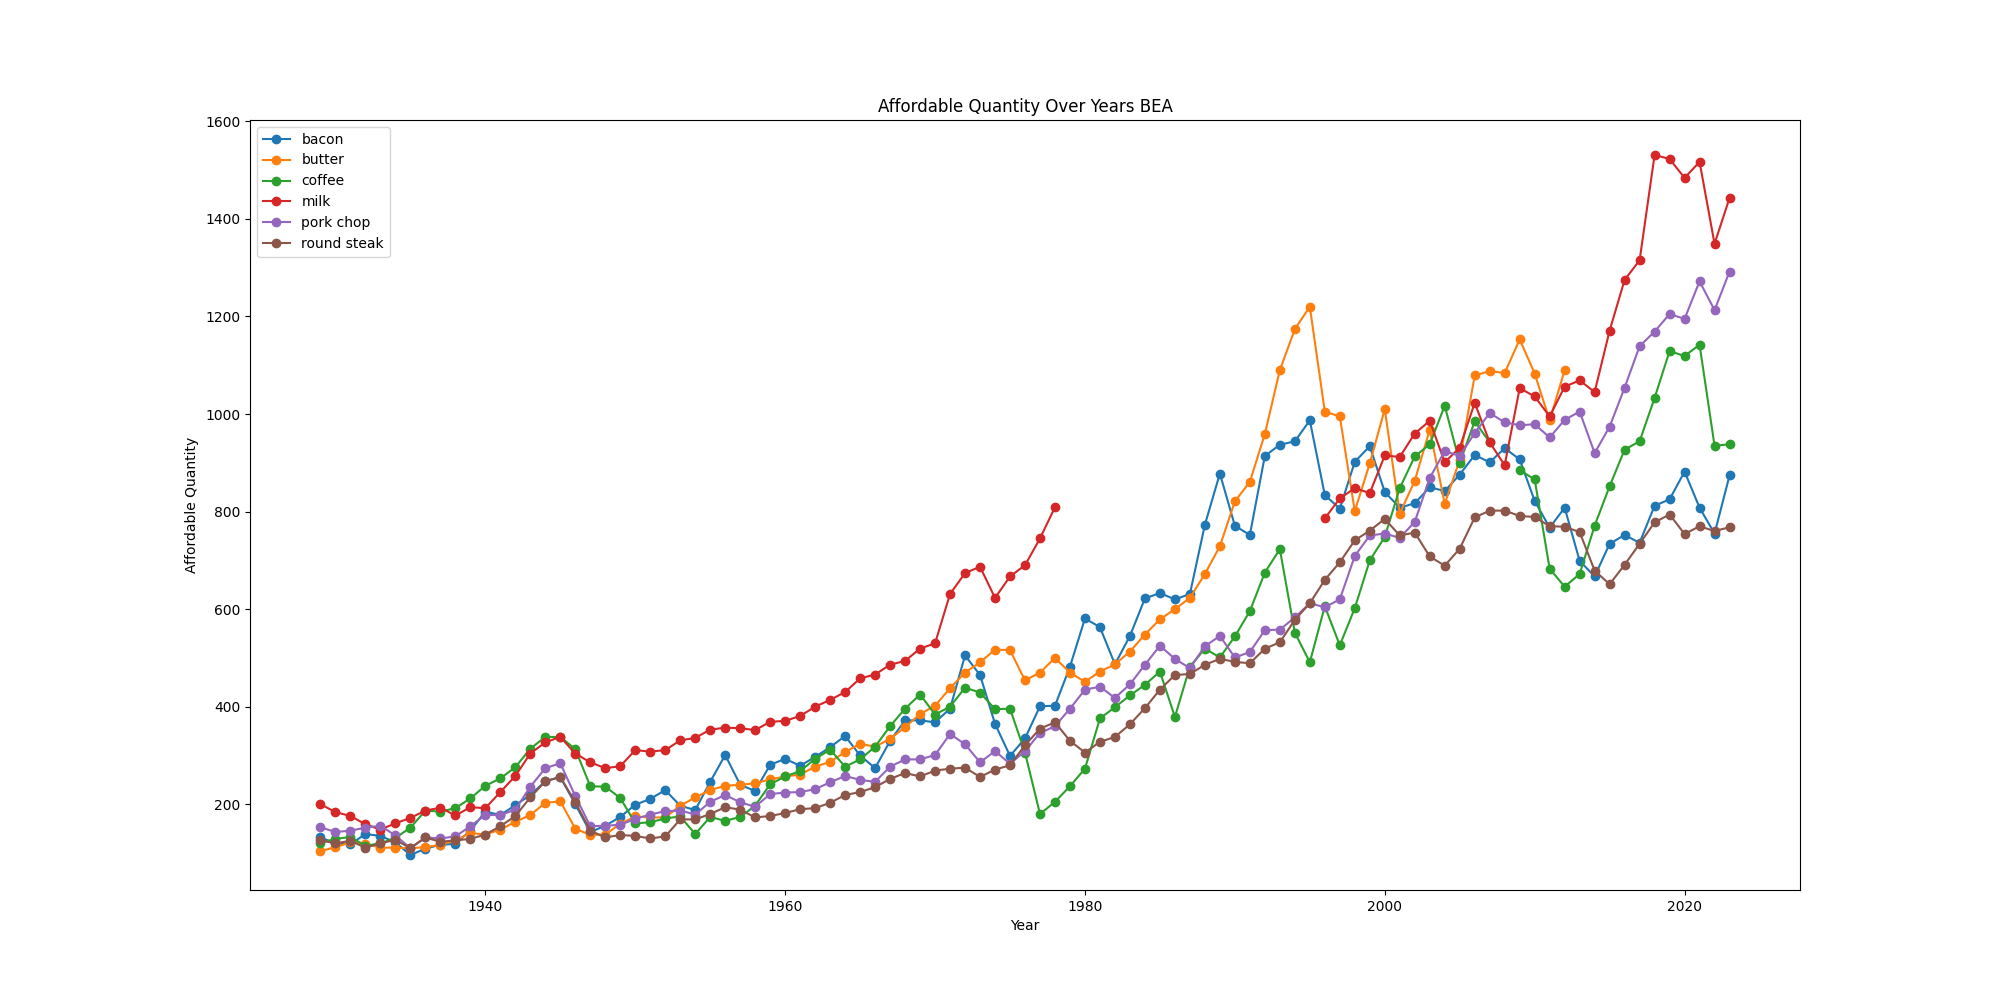 Affordable Quantity Over Years BEA
1600
1400
1200
1000
800
600
400
200
Affordable Quantity
bacon
butter
coffee
milk
pork chop
round steak
1940
1960
1980
2000
2020
Year